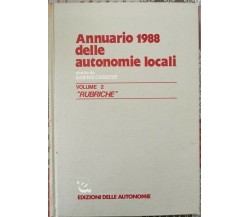 Annuario 1988
delle
autonomie locali
VOLUME 2
"RUBRICHE"
EDIZIONI DELLE AUTONOMIE